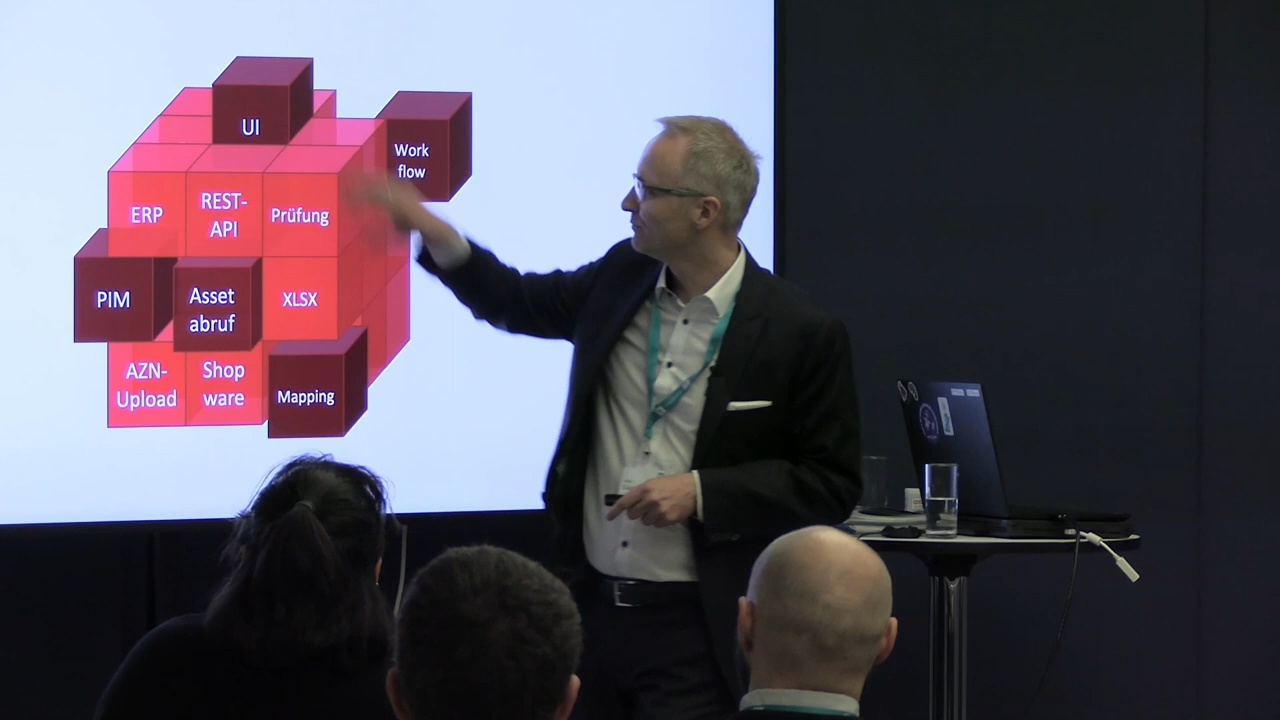 UI
Work
flow
ERP
REST-
API
Prüfung
PIM
Asset
abruf
XLSX
AZN-
Upload
Shop
ware
Mapping